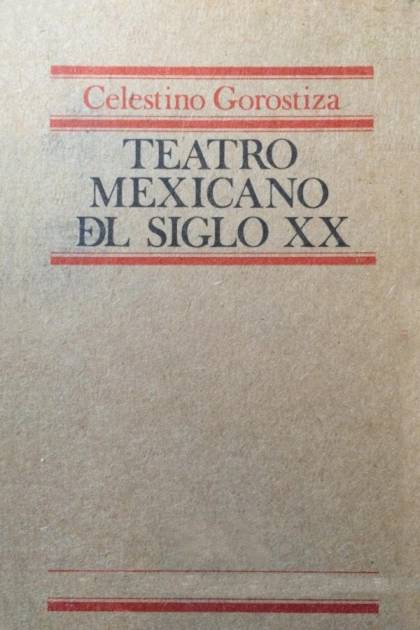 Celestino Gorostiza
TEATRO
MEXICANO
DEL SIGLO XX